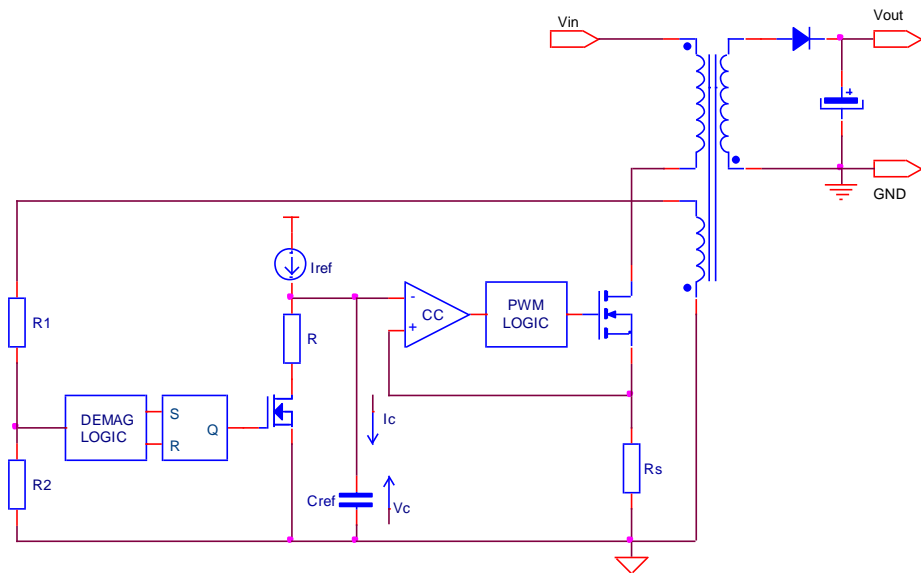 Vin
Vout
GND
Iref
R1
R
-
CC
+
PWM
LOGIC
DEMAG
LOGIC
S
Q
R
Ic
R2
Cref
Vc
Rs
+